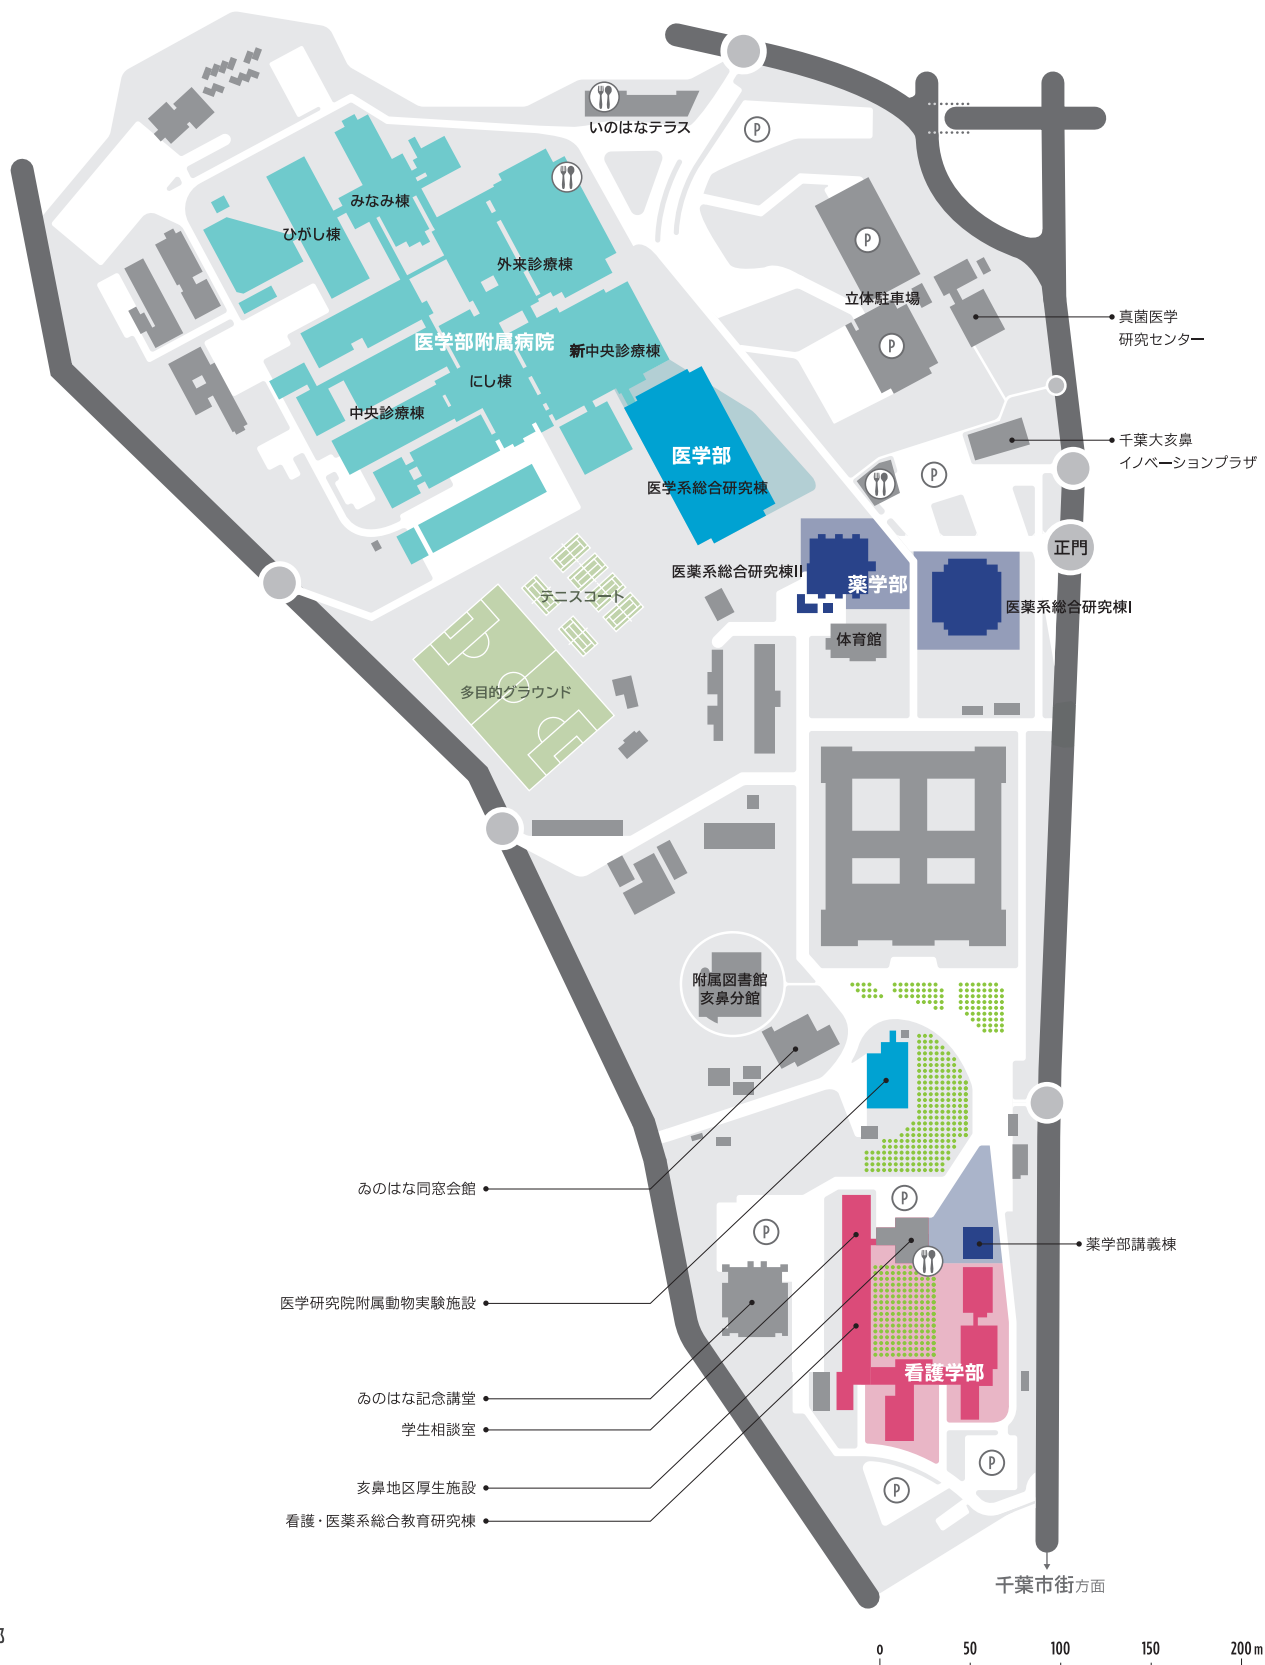 いのはなテラス
P
みなみ棟
ひがし棟
外来診療棟
P
立体駐車場
真菌医学
研究センター
医学部附属病院
新中央診療棟
P
にし棟
中央診療棟
千葉大亥鼻
イノベーションプラザ
医学部
医学系総合研究棟
P
正門
医薬系総合研究棟II
薬学部
医薬系総合研究棟I
テニスコート
体育館
多目的グラウンド
附属図書館
亥鼻分館
ゐのはな同窓会館
P
P
薬学部講義棟
医学研究院附属動物実験施設
看護学部
ゐのはな記念講堂
学生相談室
P
亥鼻地区厚生施設
P
看護・医薬系総合教育研究棟
千葉市街方面
0 50 100 150 200 m